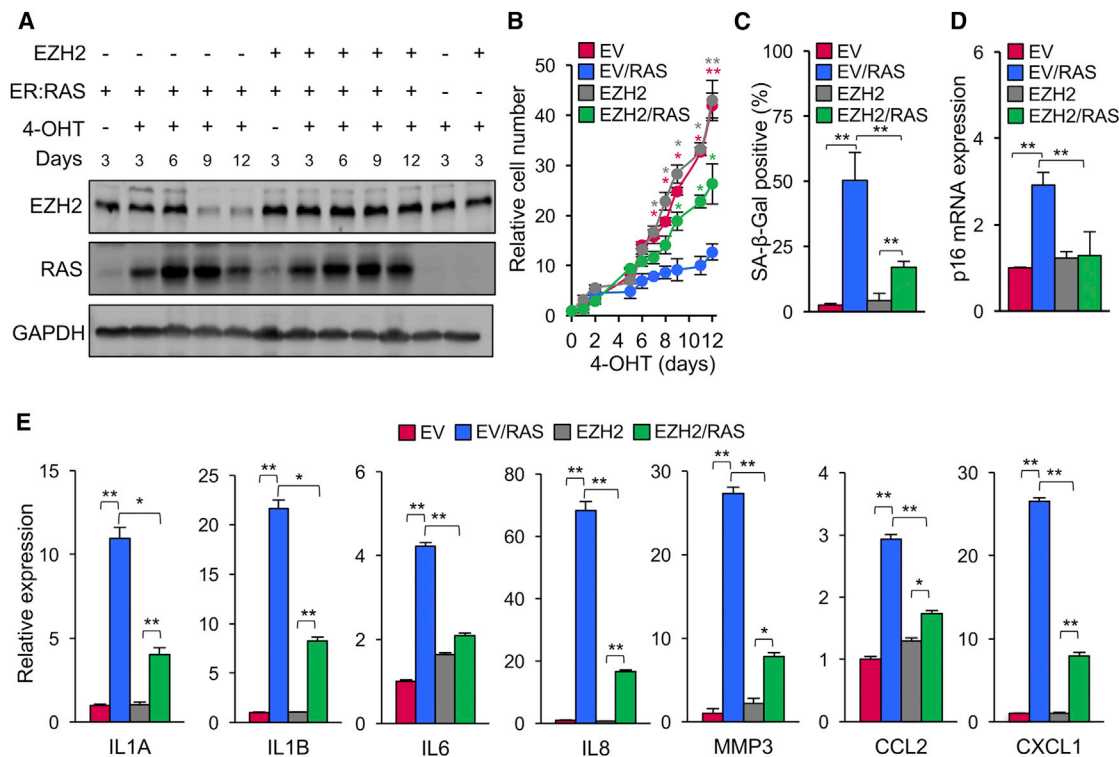 A
EZH2 - - - - - + + + + + - +
ER:RAS + + + + + + + + + + - -
4-OHT - + + + + - + + + + + +
Days 3 3 6 9 12 3 3 6 9 12 3 3
EZH2
RAS
GAPDH
B
EV
EV/RAS
EZH2
EZH2/RAS
Relative cell number
50
40
30
20
10
0
** 
**
*
*
*
*
*
*
*
*
*
*
*
0 2 4 6 8 10 12
4-OHT (days)
C
EV
EV/RAS
EZH2
EZH2/RAS
SA-β-Gal positive (%)
100
75
50
25
0
** **
**
D
EV
EV/RAS
EZH2
EZH2/RAS
p16 mRNA expression
6
4
2
0
** **
E
EV EV/RAS EZH2 EZH2/RAS
Relative expression
15
10
5
0
** *
**
IL1A
25
20
15
10
5
0
** *
**
IL1B
6
4
2
0
** **
IL6
80
60
40
20
0
** **
**
IL8
30
20
10
0
** **
*
MMP3
4
3
2
1
0
** **
*
CCL2
30
20
10
0
** **
**
CXCL1